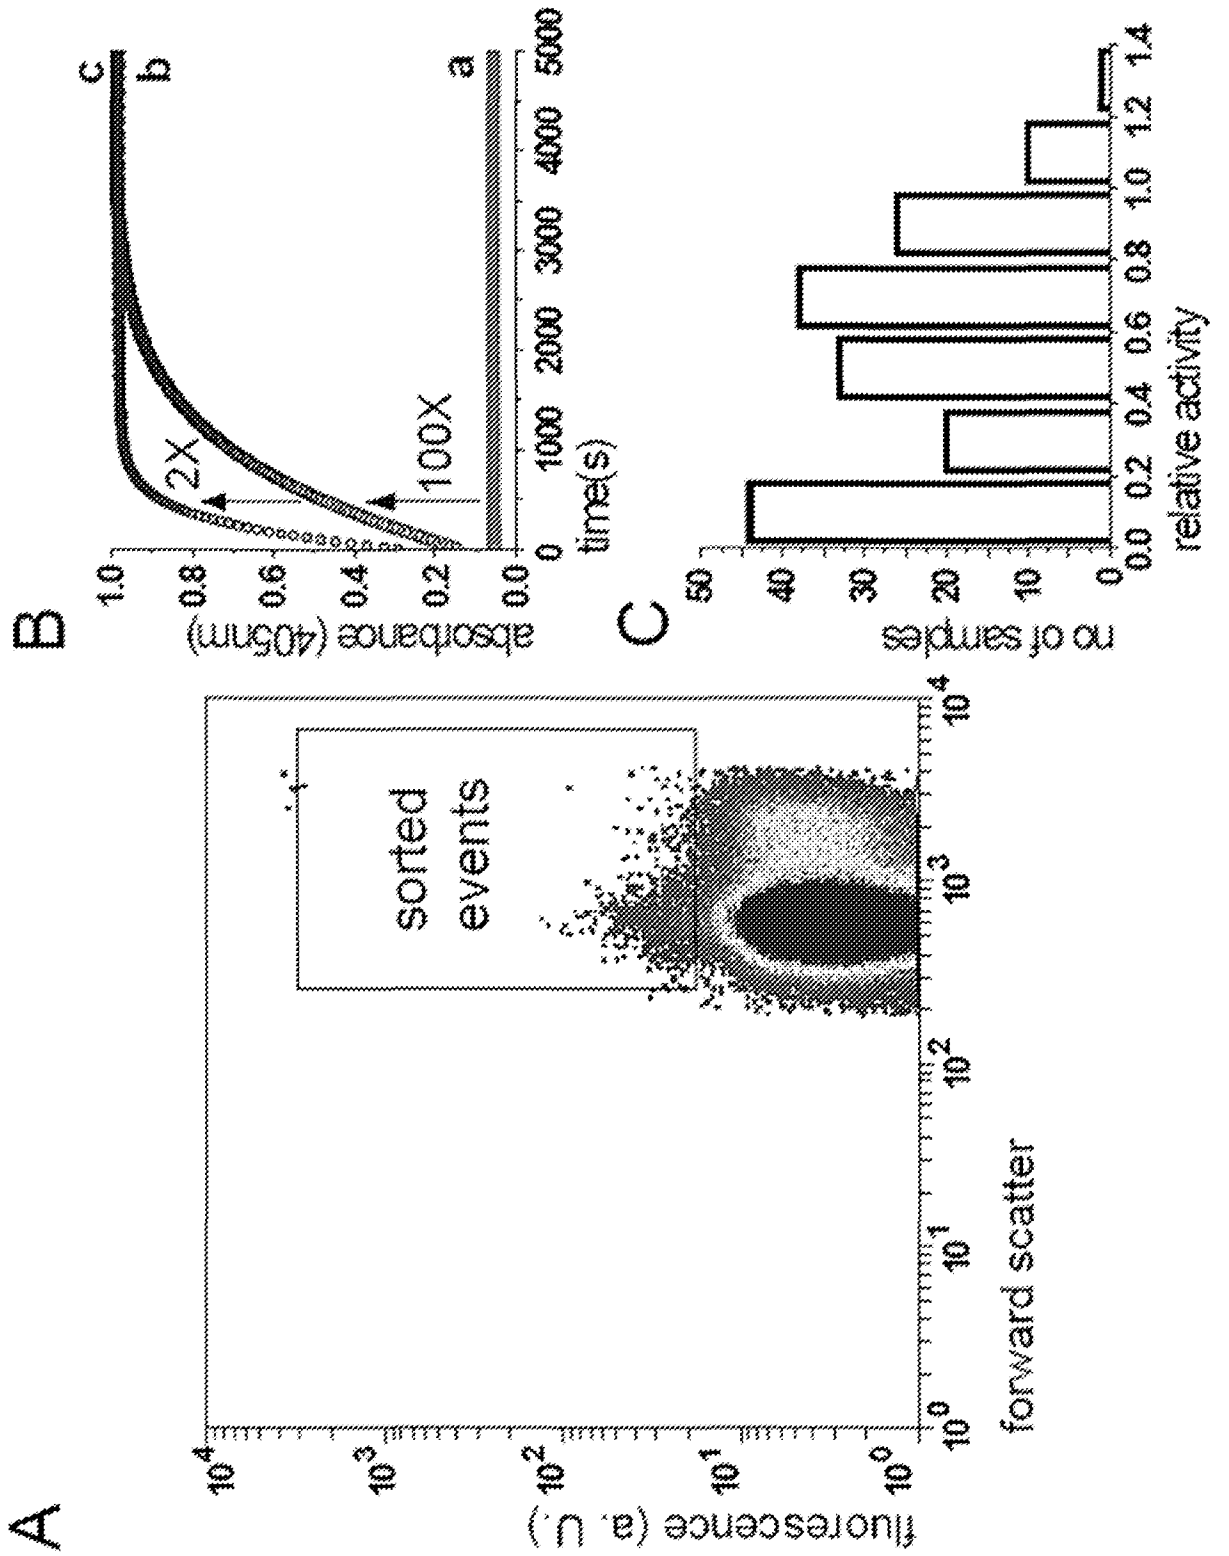 A
fluorescence (a. U.)
10^4
10^3
10^2
10^1
10^0
sorted
events
10^0
10^1
10^2
10^3
10^4
forward scatter
B
absorbance (405nm)
1.0
0.8
0.6
0.4
0.2
0.0
2X
100X
c
b
a
0
1000
2000
3000
4000
5000
time(s)
C
no of samples
50
40
30
20
10
0
0.0
0.2
0.4
0.6
0.8
1.0
1.2
1.4
relative activity